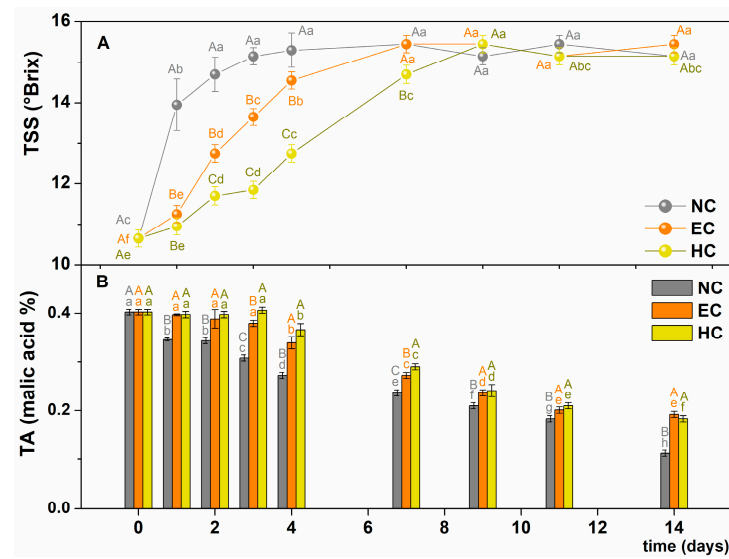 16
A
Aa
Aa
Aa
Aa
Aa
Aa
Aa
Aa
Aa
Ab
Aa
Aa
Aa
Abc
Aa
Abc
TSS (°Brix)
14
Bc
Bb
Bc
Bd
Cc
12
Be
Cd
Cd
Ac
Af
Ae
Be
10
NC
EC
HC
B
TA (malic acid %)
0.4
0.2
0.0
A a
A a
A a
B b
A a
A a
B b
A a
A a
C c
B a
A a
B d
A b
A b
C e
B c
A c
B f
A d
A d
B g
A e
A e
B h
A e
A f
NC
EC
HC
0 2 4 6 8 10 12 14
time (days)